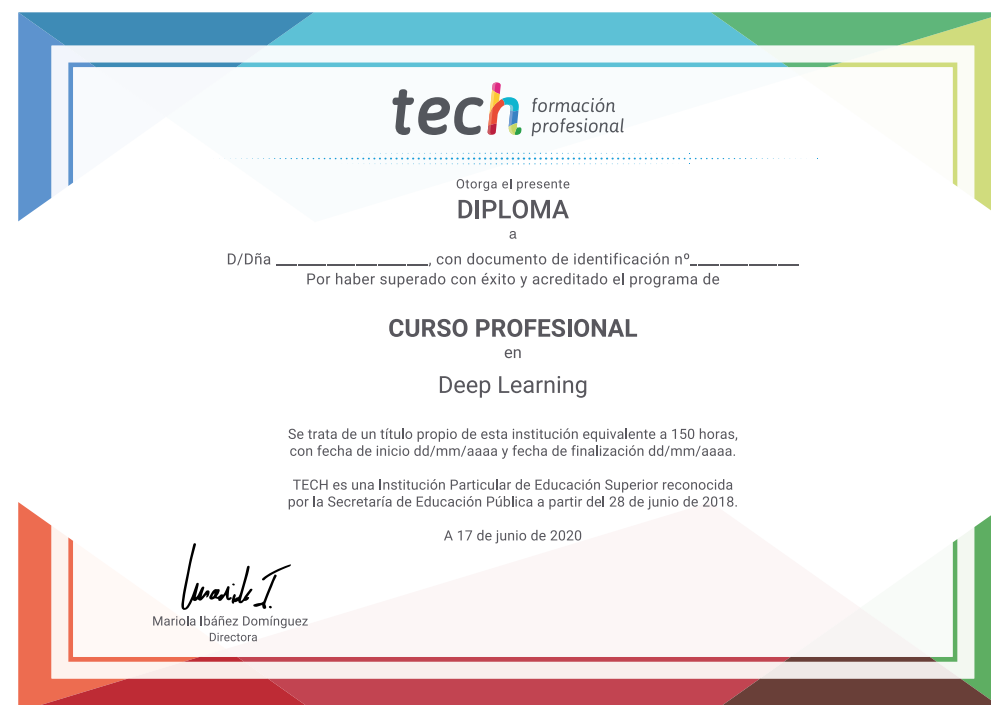 tech formación
profesional
Otorga el presente
DIPLOMA
a
D/Dña ____________________, con documento de identificación nº______________
Por haber superado con éxito y acreditado el programa de
CURSO PROFESIONAL
en
Deep Learning
Se trata de un título propio de esta institución equivalente a 150 horas,
con fecha de inicio dd/mm/aaaa y fecha de finalización dd/mm/aaaa.
TECH es una Institución Particular de Educación Superior reconocida
por la Secretaría de Educación Pública a partir del 28 de junio de 2018.
A 17 de junio de 2020
Mariola I.
Mariola Ibáñez Domínguez
Directora